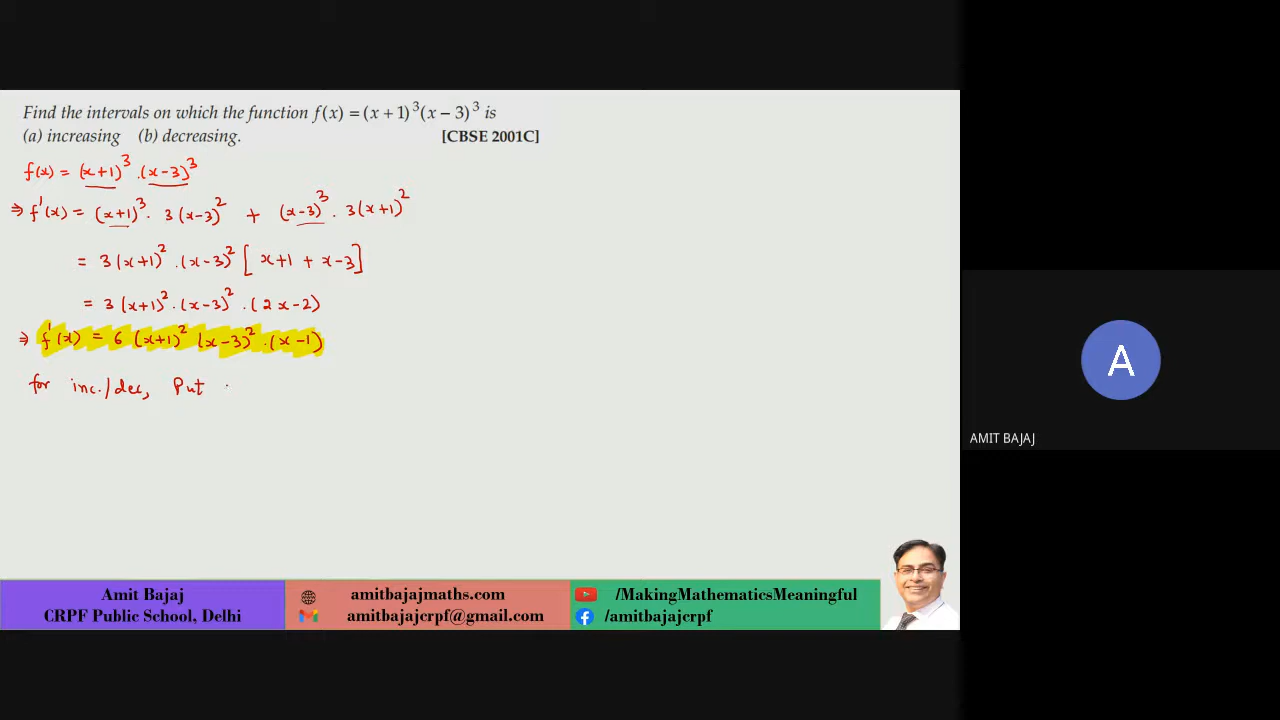 Find the intervals on which the function f(x) = (x + 1)³(x − 3)³ is
(a) increasing (b) decreasing. [CBSE 2001C]
f(x) = (x+1)³ . (x-3)³
⇒ f'(x) = (x+1)³ . 3(x-3)² + (x-3)³ . 3(x+1)²
= 3(x+1)² . (x-3)² [ x+1 + x-3]
= 3(x+1)² . (x-3)² . (2x-2)
⇒ f'(x) = 6 (x+1)² (x-3)² . (x-1)
for inc./dec, Put
A
AMIT BAJAJ
Amit Bajaj
CRPF Public School, Delhi
amitbajajmaths.com
amitbajajcrpf@gmail.com
/MakingMathematicsMeaningful
/amitbajajcrpf